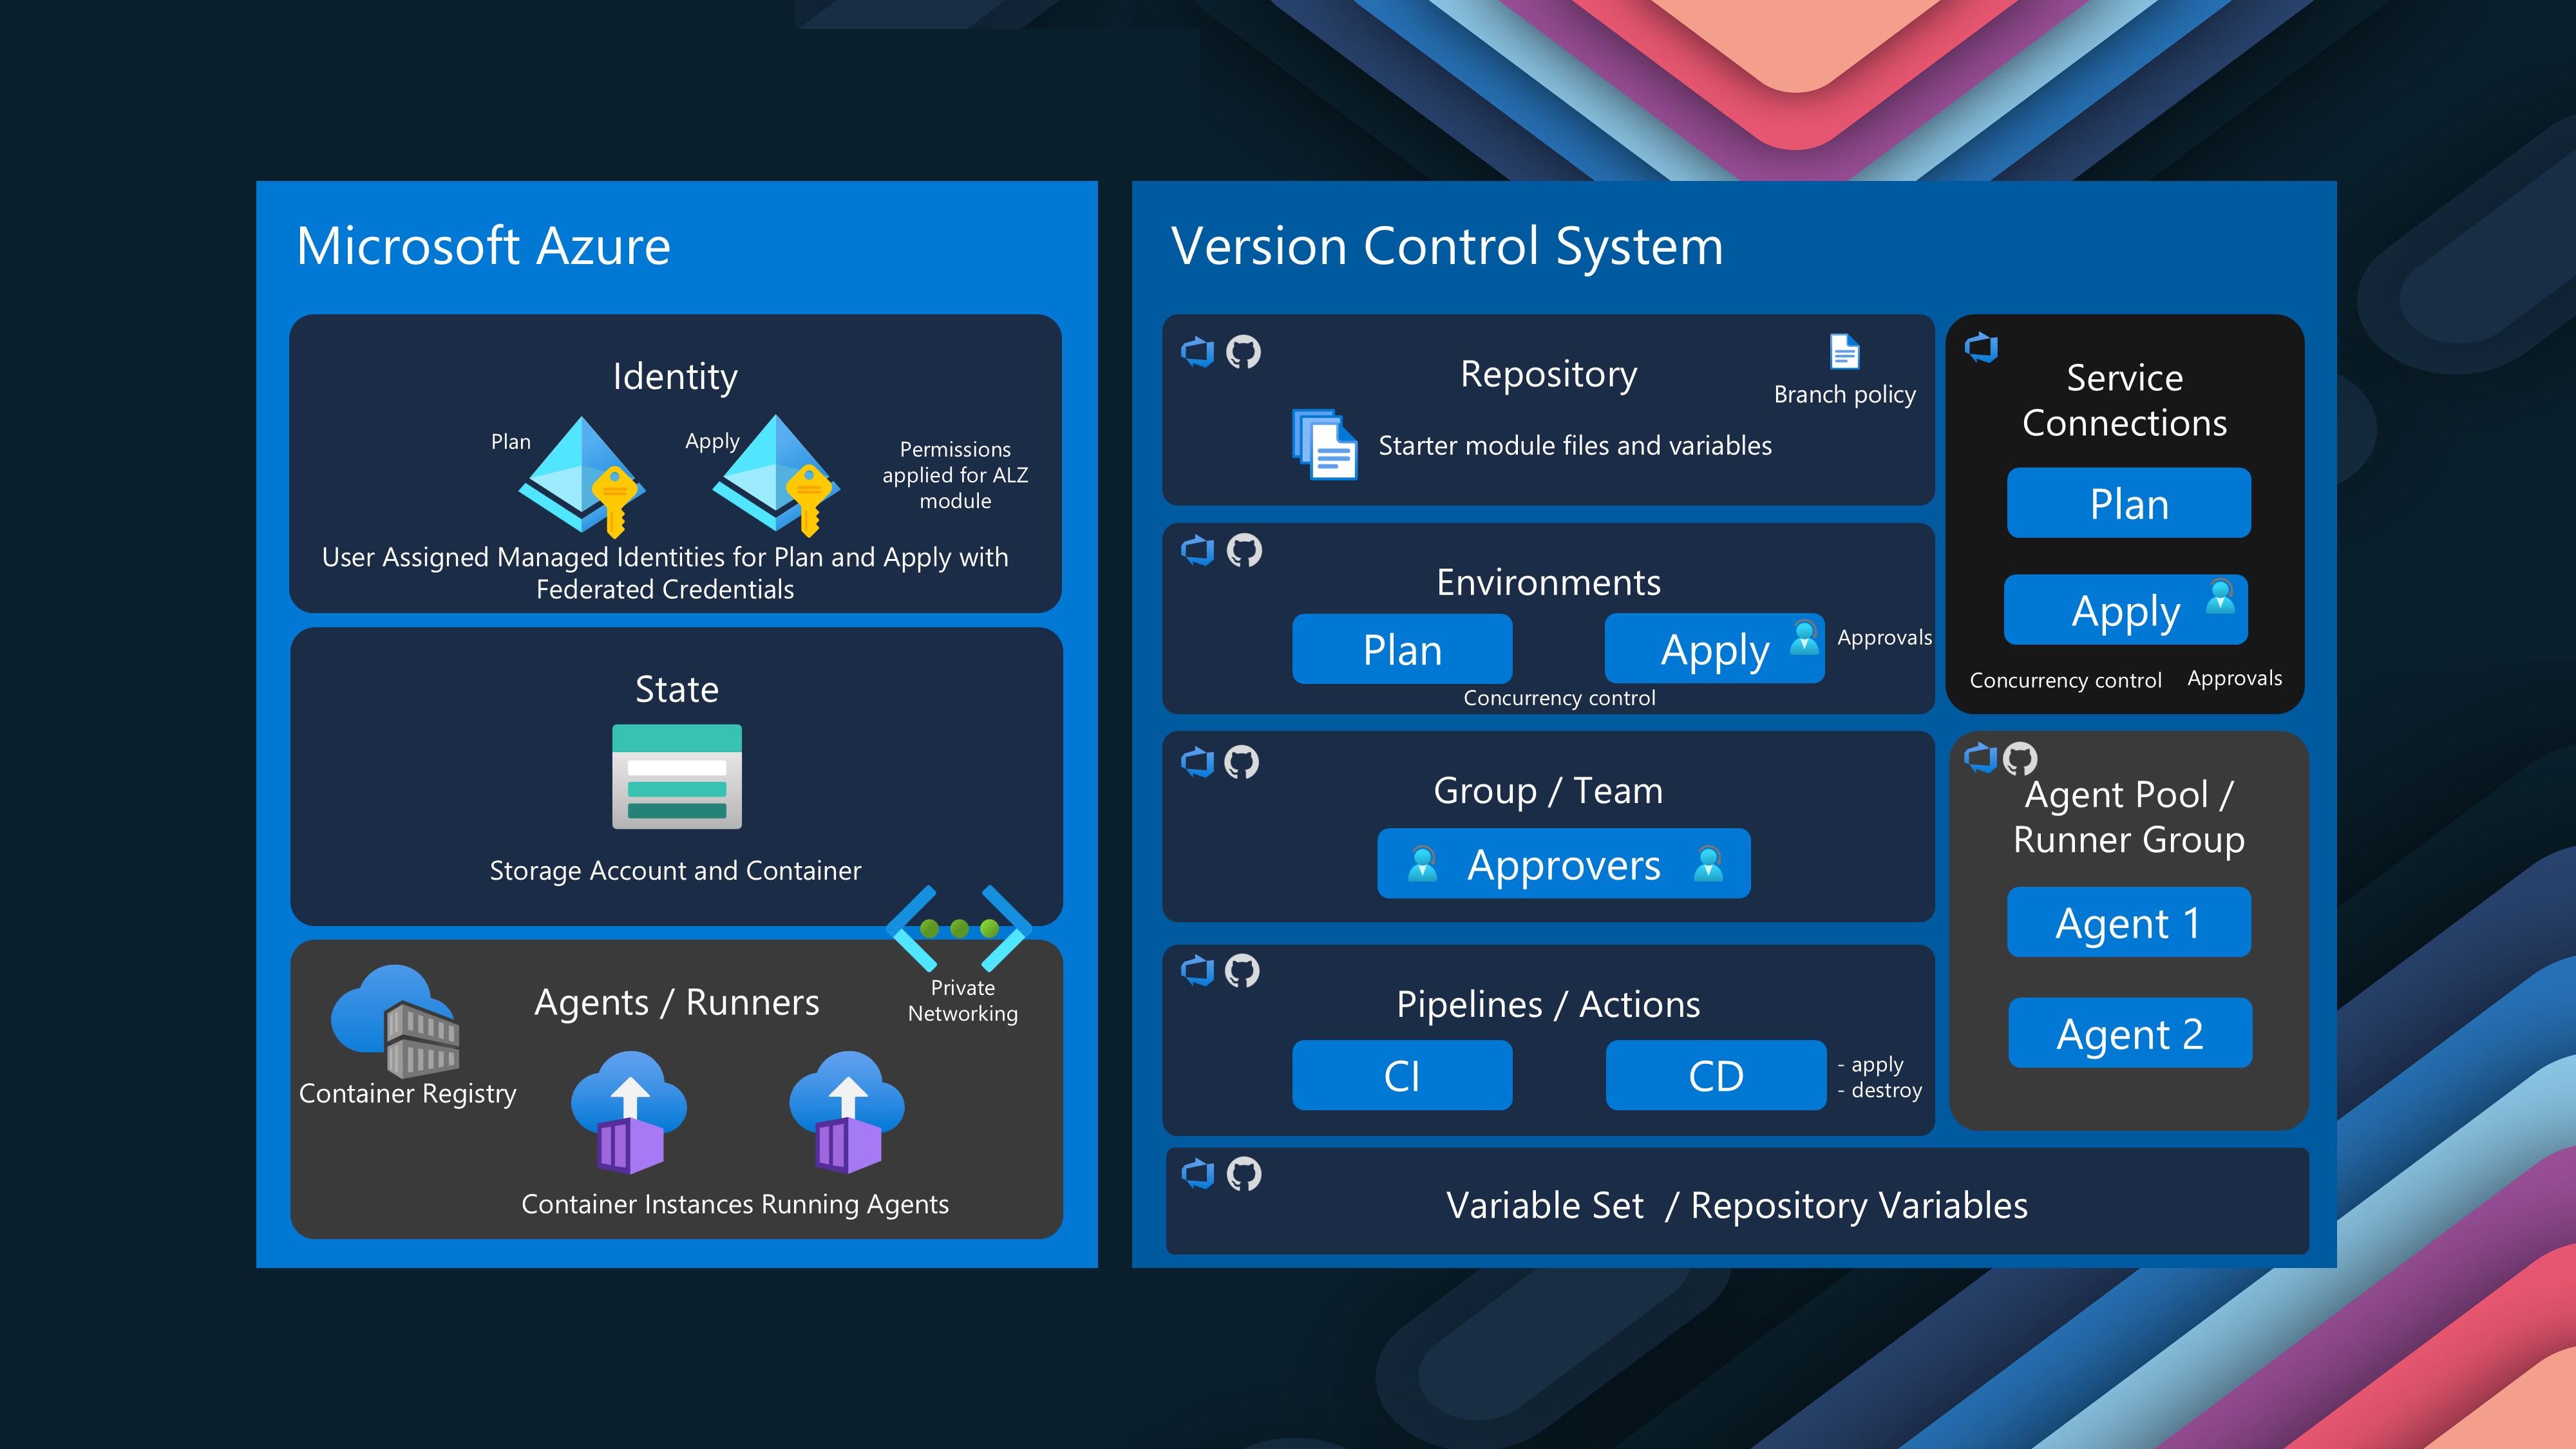 Microsoft Azure
Identity
Plan
Apply
Permissions
applied for ALZ
module
User Assigned Managed Identities for Plan and Apply with
Federated Credentials
State
Storage Account and Container
Private
Networking
Agents / Runners
Container Registry
Container Instances Running Agents
Version Control System
Repository
Branch policy
Starter module files and variables
Environments
Plan
Apply
Approvals
Concurrency control
Group / Team
Approvers
Pipelines / Actions
CI
CD
- apply
- destroy
Service
Connections
Plan
Apply
Concurrency control
Approvals
Agent Pool /
Runner Group
Agent 1
Agent 2
Variable Set / Repository Variables